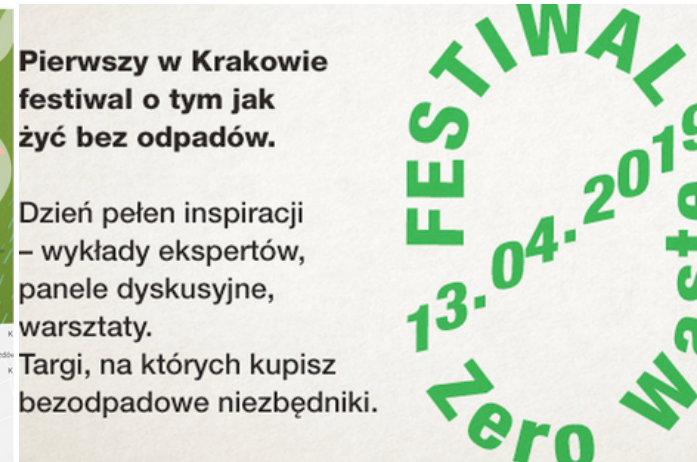 Pierwszy w Krakowie
festiwal o tym jak
żyć bez odpadów.
Dzień pełen inspiracji
– wykłady ekspertów,
panele dyskusyjne,
warsztaty.
Targi, na których kupisz
bezodpadowe niezbędniki.
FESTIWAL
13.04.2019
Zero Waste